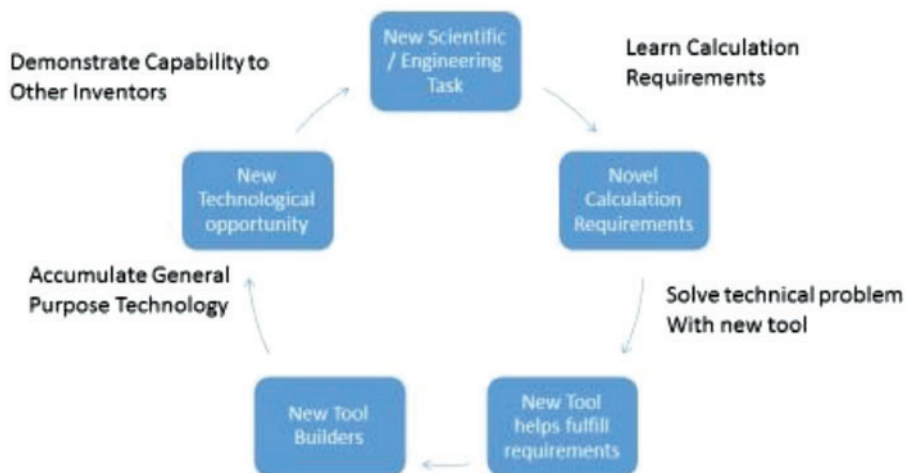 New Scientific
/ Engineering
Task
Learn Calculation
Requirements
Novel
Calculation
Requirements
Solve technical problem
With new tool
New Tool
helps fulfill
requirements
New Tool
Builders
Accumulate General
Purpose Technology
New
Technological
opportunity
Demonstrate Capability to
Other Inventors